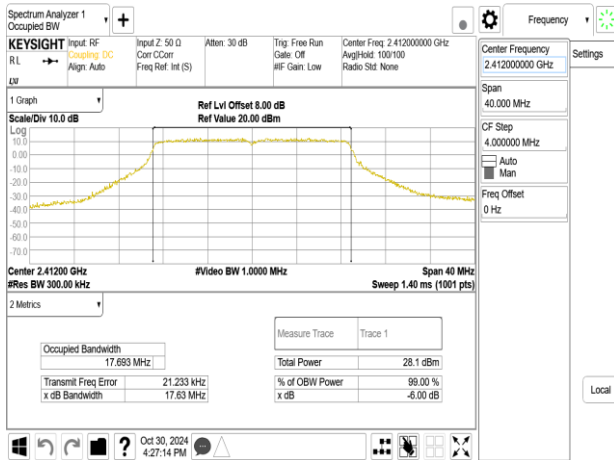 Spectrum Analyzer 1
Occupied BW
+
Frequency
KEYSIGHT
RL
LXI
Input: RF
Coupling: DC
Align: Auto
Input Z: 50 Ω
Corr CCorr
Freq Ref: Int (S)
Atten: 30 dB
Trig: Free Run
Gate: Off
#IF Gain: Low
Center Freq: 2.412000000 GHz
Avg|Hold: 100/100
Radio Std: None
Center Frequency
2.412000000 GHz
Settings
Span
40.000 MHz
CF Step
4.000000 MHz
Auto
Man
Freq Offset
0 Hz
Local
1 Graph
Scale/Div 10.0 dB
Ref Lvl Offset 8.00 dB
Ref Value 20.00 dBm
Log
10.0
0.00
-10.0
-20.0
-30.0
-40.0
-50.0
-60.0
-70.0
Center 2.41200 GHz
#Video BW 1.0000 MHz
Span 40 MHz
#Res BW 300.00 kHz
Sweep 1.40 ms (1001 pts)
2 Metrics
Measure Trace Trace 1
Occupied Bandwidth
17.693 MHz
Total Power 28.1 dBm
Transmit Freq Error 21.233 kHz
% of OBW Power 99.00 %
x dB Bandwidth 17.63 MHz
x dB -6.00 dB
?
Oct 30, 2024
4:27:14 PM